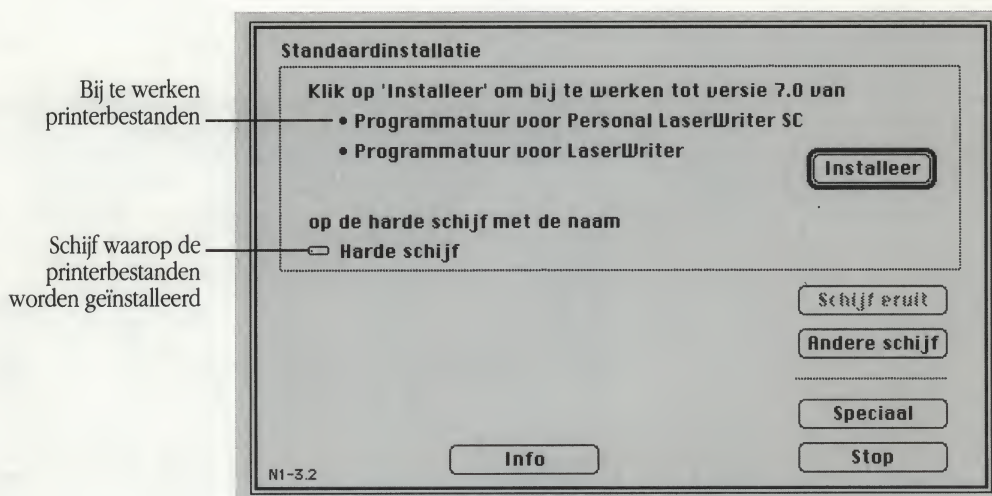 Bij te werken
printerbestanden
Schijf waarop de
printerbestanden
worden geïnstalleerd
Standaardinstallatie
Klik op 'Installeer' om bij te werken tot versie 7.0 van
• Programmatuur voor Personal LaserWriter SC
• Programmatuur voor LaserWriter
Installeer
op de harde schijf met de naam
Harde schijf
Schijf eruit
Andere schijf
Speciaal
Info
Stop
N1-3.2